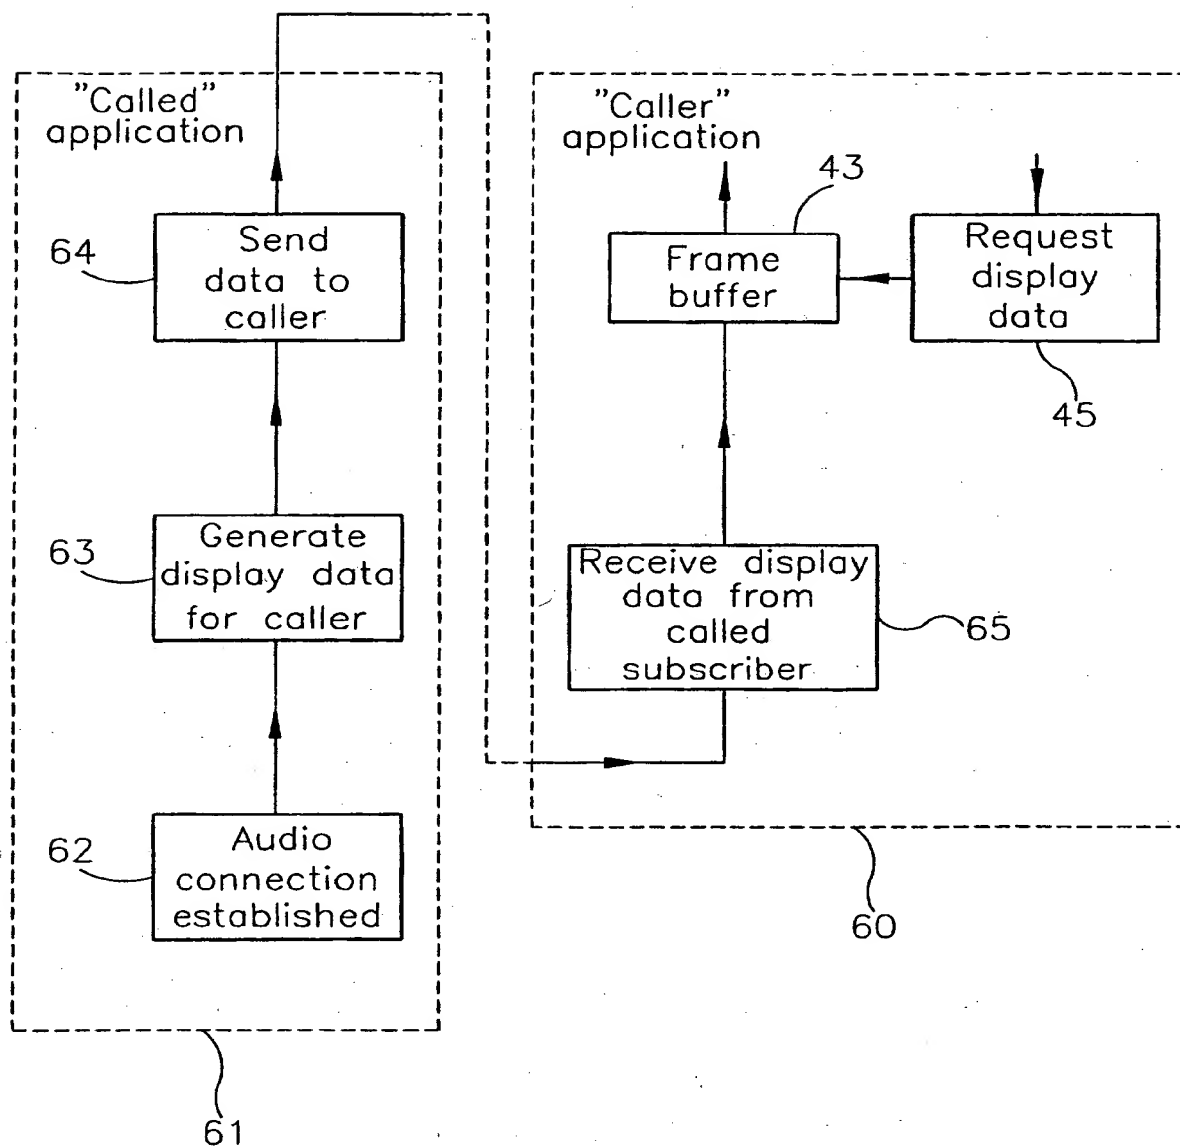 "Called"
application
64
Send
data to
caller
63
Generate
display data
for caller
62
Audio
connection
established
61
"Caller"
application
43
Frame
buffer
Request
display
data
45
Receive display
data from
called
subscriber
65
60